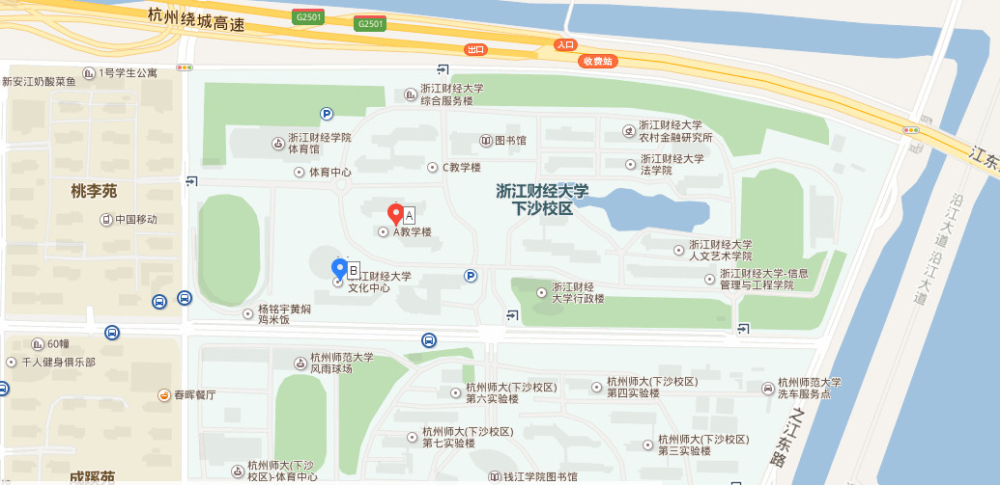 杭州绕城高速
G2501
G2501
出口
入口
收费站
1号学生公寓
新安江奶酸菜鱼
浙江财经大学
综合服务楼
P
浙江财经学院
体育馆
图书馆
浙江财经大学
农村金融研究所
江东
体育中心
C教学楼
浙江财经大学
法学院
桃李苑
浙江财经大学
下沙校区
中国移动
A
A教学楼
沿江大道
沿江大道
浙江财经大学
人文艺术学院
B
浙江财经大学
文化中心
P
浙江财经大学-信息
管理与工程学院
浙江财经
大学行政楼
杨铭宇黄焖
鸡米饭
60幢
千人健身俱乐部
杭州师范大学
风雨球场
春晖餐厅
杭州师大(下沙校区)
第六实验楼
杭州师大(下沙校区)
第四实验楼
杭州师范大学
洗车服务点
之江东路
杭州师大(下沙校区)
第七实验楼
杭州师大(下沙校区)
第三实验楼
成蹊苑
杭州师大(下沙
校区)-体育中心
钱江学院图书馆